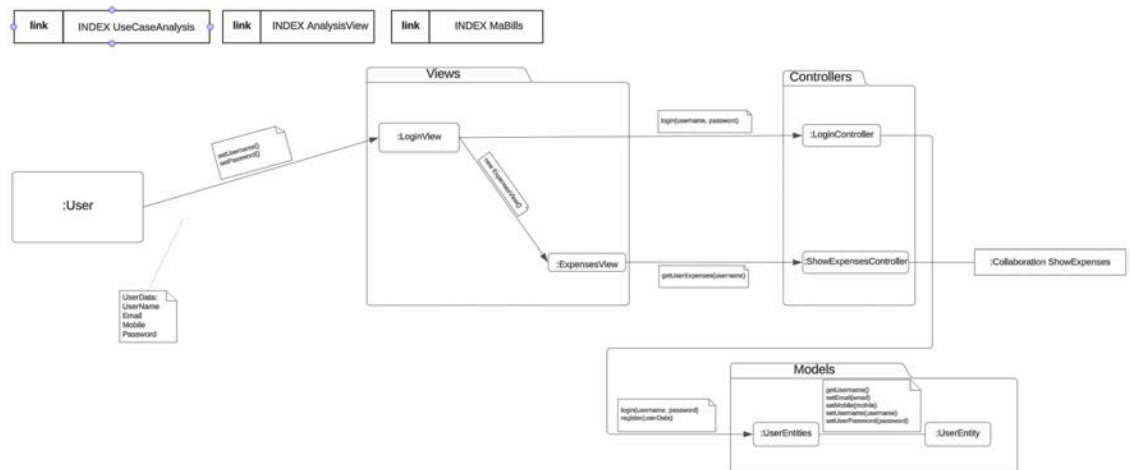 link INDEX UseCaseAnalysis
link INDEX AnalysisView
link INDEX MaBills
Views
Controllers
login(username, password)
:LoginView
:LoginController
setUsername()
setPassword()
new ExpensesView()
:User
:ExpensesView
:ShowExpensesController
:Collaboration ShowExpenses
getUserExpenses(username)
UserData:
UserName
Email
Mobile
Password
Models
getUsername()
setEmail(email)
setMobile(mobile)
setUsername(username)
setUserPassword(password)
login(username, password)
register(userData)
:UserEntities
:UserEntity